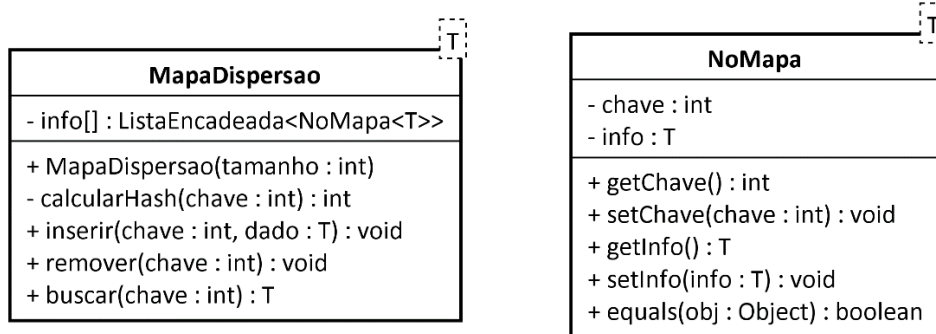 T
MapaDispersao
- info[] : ListaEncadeada<NoMapa<T>>
+ MapaDispersao(tamanho : int)
- calcularHash(chave : int) : int
+ inserir(chave : int, dado : T) : void
+ remover(chave : int) : void
+ buscar(chave : int) : T
T
NoMapa
- chave : int
- info : T
+ getChave() : int
+ setChave(chave : int) : void
+ getInfo() : T
+ setInfo(info : T) : void
+ equals(obj : Object) : boolean